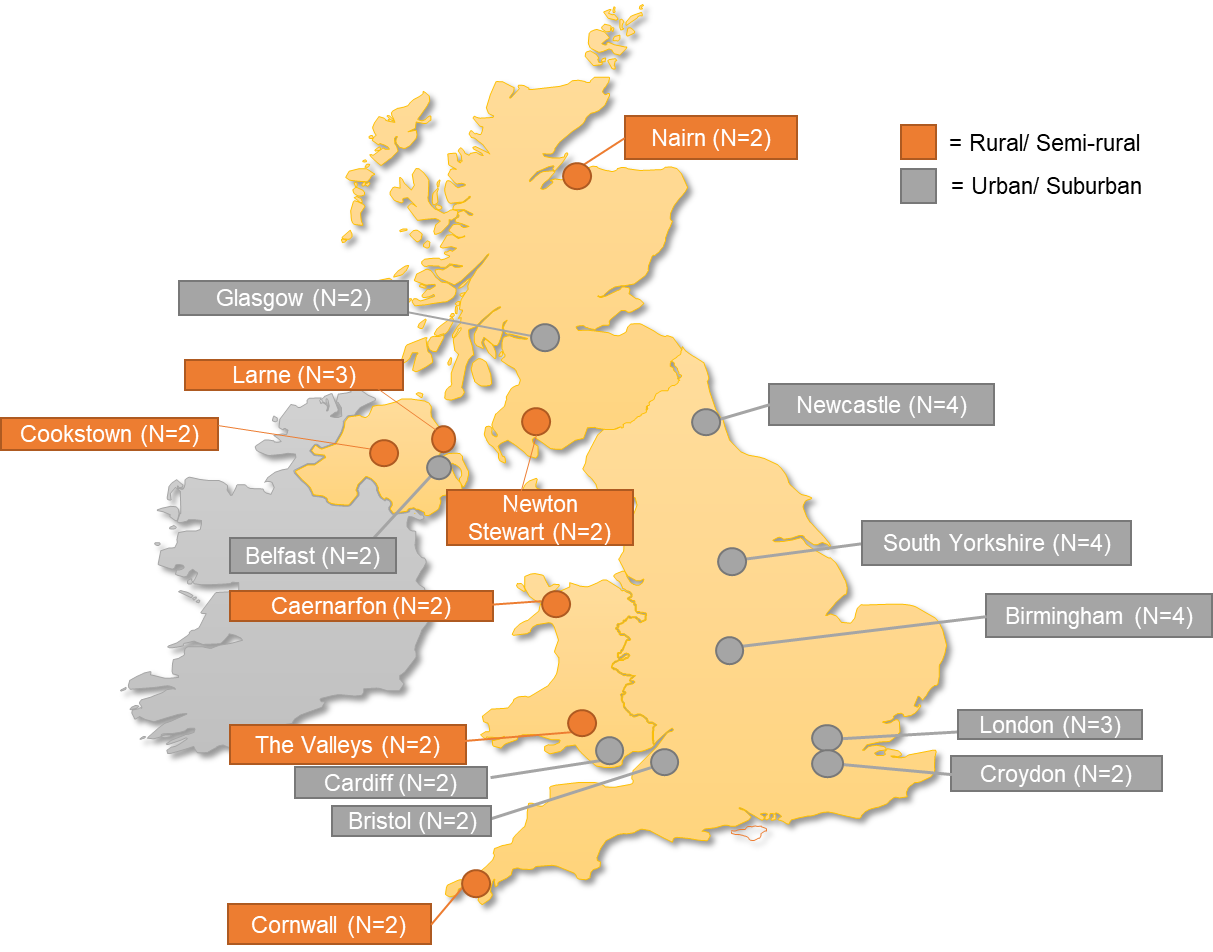 Nairn (N=2)
= Rural/ Semi-rural
= Urban/ Suburban
Glasgow (N=2)
Larne (N=3)
Newcastle (N=4)
Cookstown (N=2)
Newton
Stewart (N=2)
South Yorkshire (N=4)
Belfast (N=2)
Caernarfon (N=2)
Birmingham (N=4)
London (N=3)
The Valleys (N=2)
Croydon (N=2)
Cardiff (N=2)
Bristol (N=2)
Cornwall (N=2)